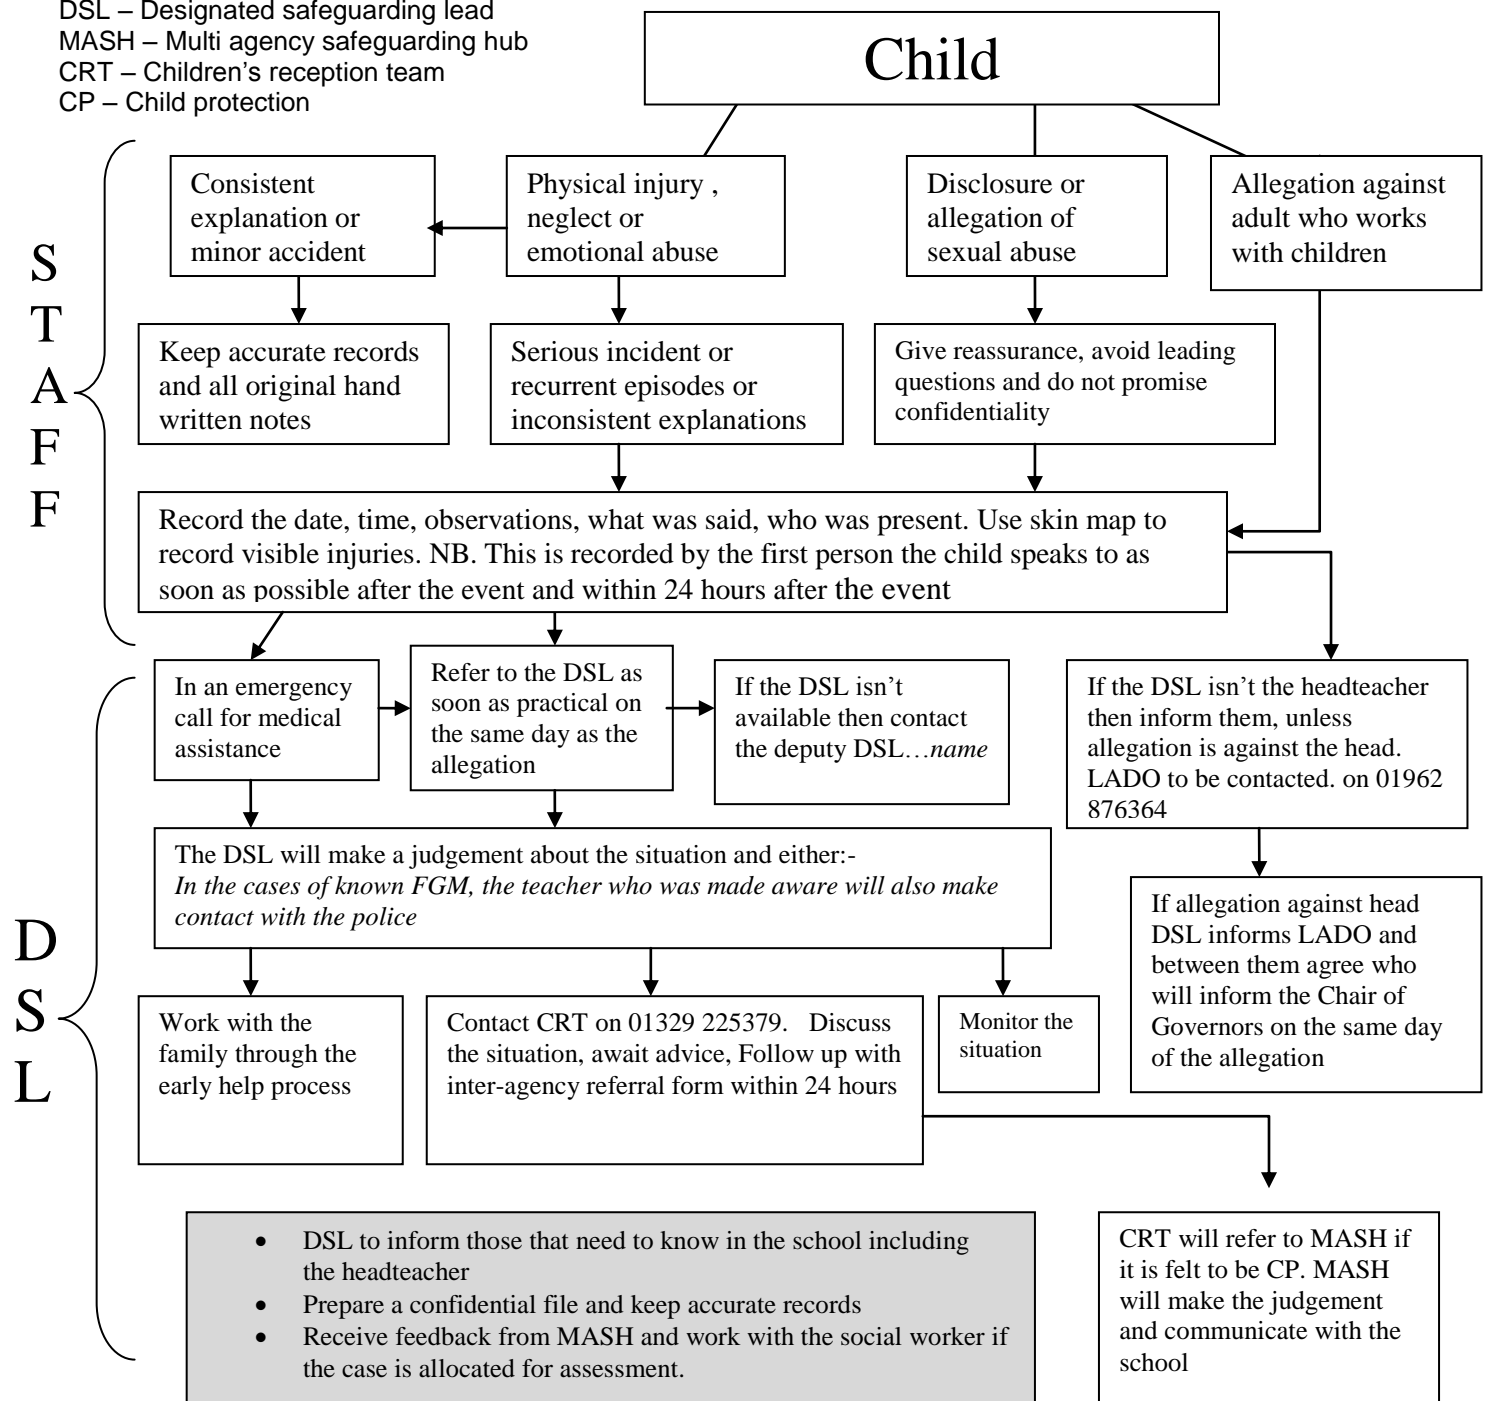 DSL – Designated safeguarding lead
MASH – Multi agency safeguarding hub
CRT – Children's reception team
CP – Child protection
Child
S
T
A
F
F
Consistent
explanation or
minor accident
Physical injury ,
neglect or
emotional abuse
Disclosure or
allegation of
sexual abuse
Allegation against
adult who works
with children
Keep accurate records
and all original hand
written notes
Serious incident or
recurrent episodes or
inconsistent explanations
Give reassurance, avoid leading
questions and do not promise
confidentiality
Record the date, time, observations, what was said, who was present. Use skin map to
record visible injuries. NB. This is recorded by the first person the child speaks to as
soon as possible after the event and within 24 hours after the event
D
S
L
In an emergency
call for medical
assistance
Refer to the DSL as
soon as practical on
the same day as the
allegation
If the DSL isn't
available then contact
the deputy DSL…name
If the DSL isn't the headteacher
then inform them, unless
allegation is against the head.
LADO to be contacted. on 01962
876364
The DSL will make a judgement about the situation and either:-
In the cases of known FGM, the teacher who was made aware will also make
contact with the police
If allegation against head
DSL informs LADO and
between them agree who
will inform the Chair of
Governors on the same day
of the allegation
Work with the
family through the
early help process
Contact CRT on 01329 225379.   Discuss
the situation, await advice, Follow up with
inter-agency referral form within 24 hours
Monitor the
situation
• DSL to inform those that need to know in the school including
the headteacher
• Prepare a confidential file and keep accurate records
• Receive feedback from MASH and work with the social worker if
the case is allocated for assessment.
CRT will refer to MASH if
it is felt to be CP. MASH
will make the judgement
and communicate with the
school